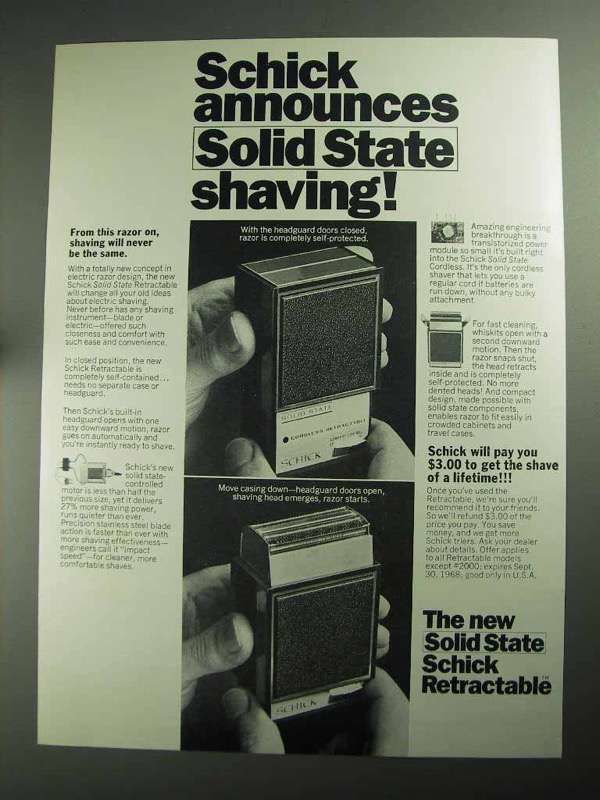 Schick
announces
Solid State
shaving!
From this razor on,
shaving will never
be the same.
With a totally new concept in
electric razor design, the new
Schick Solid State Retractable
will change all your old ideas
about electric shaving.
Never before has any shaving
instrument—blade or
electric—offered such
closeness and comfort with
such ease and convenience.
In closed position, the new
Schick Retractable is
completely self-contained...
needs no separate case or
headguard.
Then Schick's built-in
headguard opens with one
easy downward motion, razor
goes on automatically and
you're instantly ready to shave.
Schick's new
solid state-
controlled
motor is less than half the
previous size, yet it delivers
27% more shaving power,
runs quieter than ever.
Precision stainless steel blade
action is faster than ever with
more shaving effectiveness—
engineers call it "impact
speed"—for cleaner, more
comfortable shaves.
With the headguard doors closed,
razor is completely self-protected.
SOLID STATE
CORDLESS RETRACTABLE
SCHICK
Move casing down—headguard doors open,
shaving head emerges, razor starts.
SCHICK
Amazing engineering
breakthrough is a
transistorized power
module so small it's built right
into the Schick Solid State
Cordless. It's the only cordless
shaver that lets you use a
regular cord if batteries are
run down, without any bulky
attachment.
For fast cleaning,
whiskits open with a
second downward
motion. Then the
razor snaps shut,
the head retracts
inside and is completely
self-protected. No more
dented heads! And compact
design, made possible with
solid state components,
enables razor to fit easily in
crowded cabinets and
travel cases.
Schick will pay you
$3.00 to get the shave
of a lifetime!!!
Once you've used the
Retractable, we're sure you'll
recommend it to your friends.
So we'll refund $3.00 of the
price you pay. You save
money, and we get more
Schick triers. Ask your dealer
about details. Offer applies
to all Retractable models
except #2000; expires Sept.
30, 1968; good only in U.S.A.
The new
Solid State
Schick
Retractable